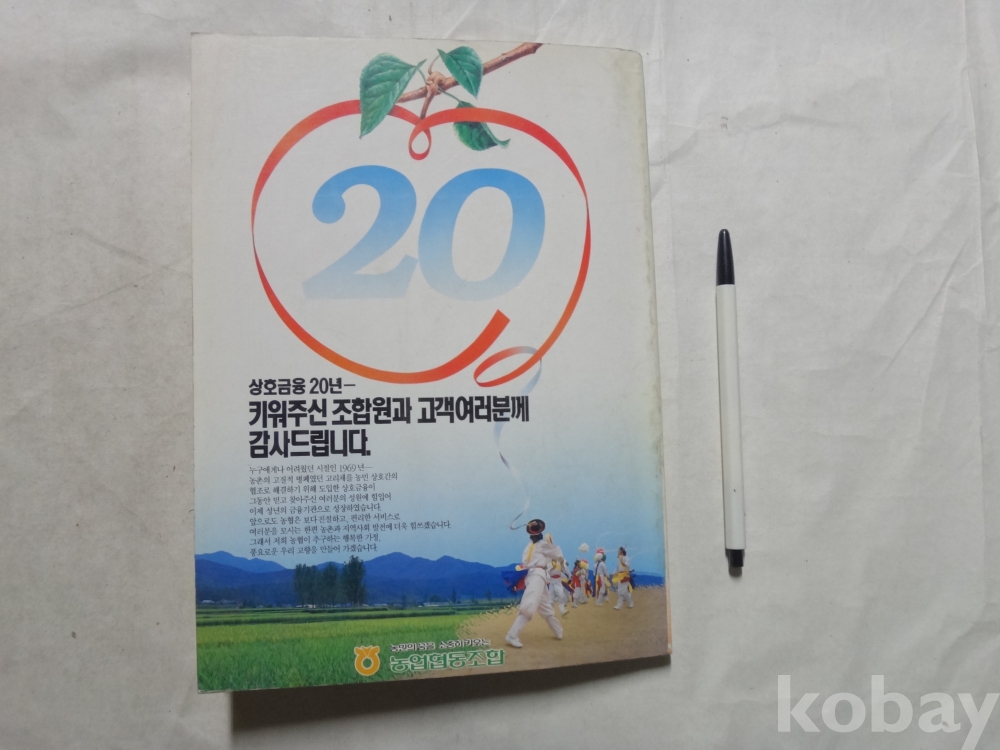 20
상호금융 20년-
키워주신 조합원과 고객여러분께
감사드립니다.
누구에게나 어려웠던 시절인 1969년—
농촌의 고질적 병폐였던 고리채를 농민 상호간의
협조로 해결하기 위해 도입한 상호금융이
그동안 믿고 찾아주신 여러분의 성원에 힘입어
이제 성년의 금융기관으로 성장하였습니다.
앞으로도 농협은 보다 친절하고, 편리한 서비스로
여러분을 모시는 한편 농촌과 지역사회 발전에 더욱 힘쓰겠습니다.
그래서 저희 농협이 추구하는 행복한 가정,
풍요로운 우리 고향을 만들어 가겠습니다.
농업협동조합
kobay